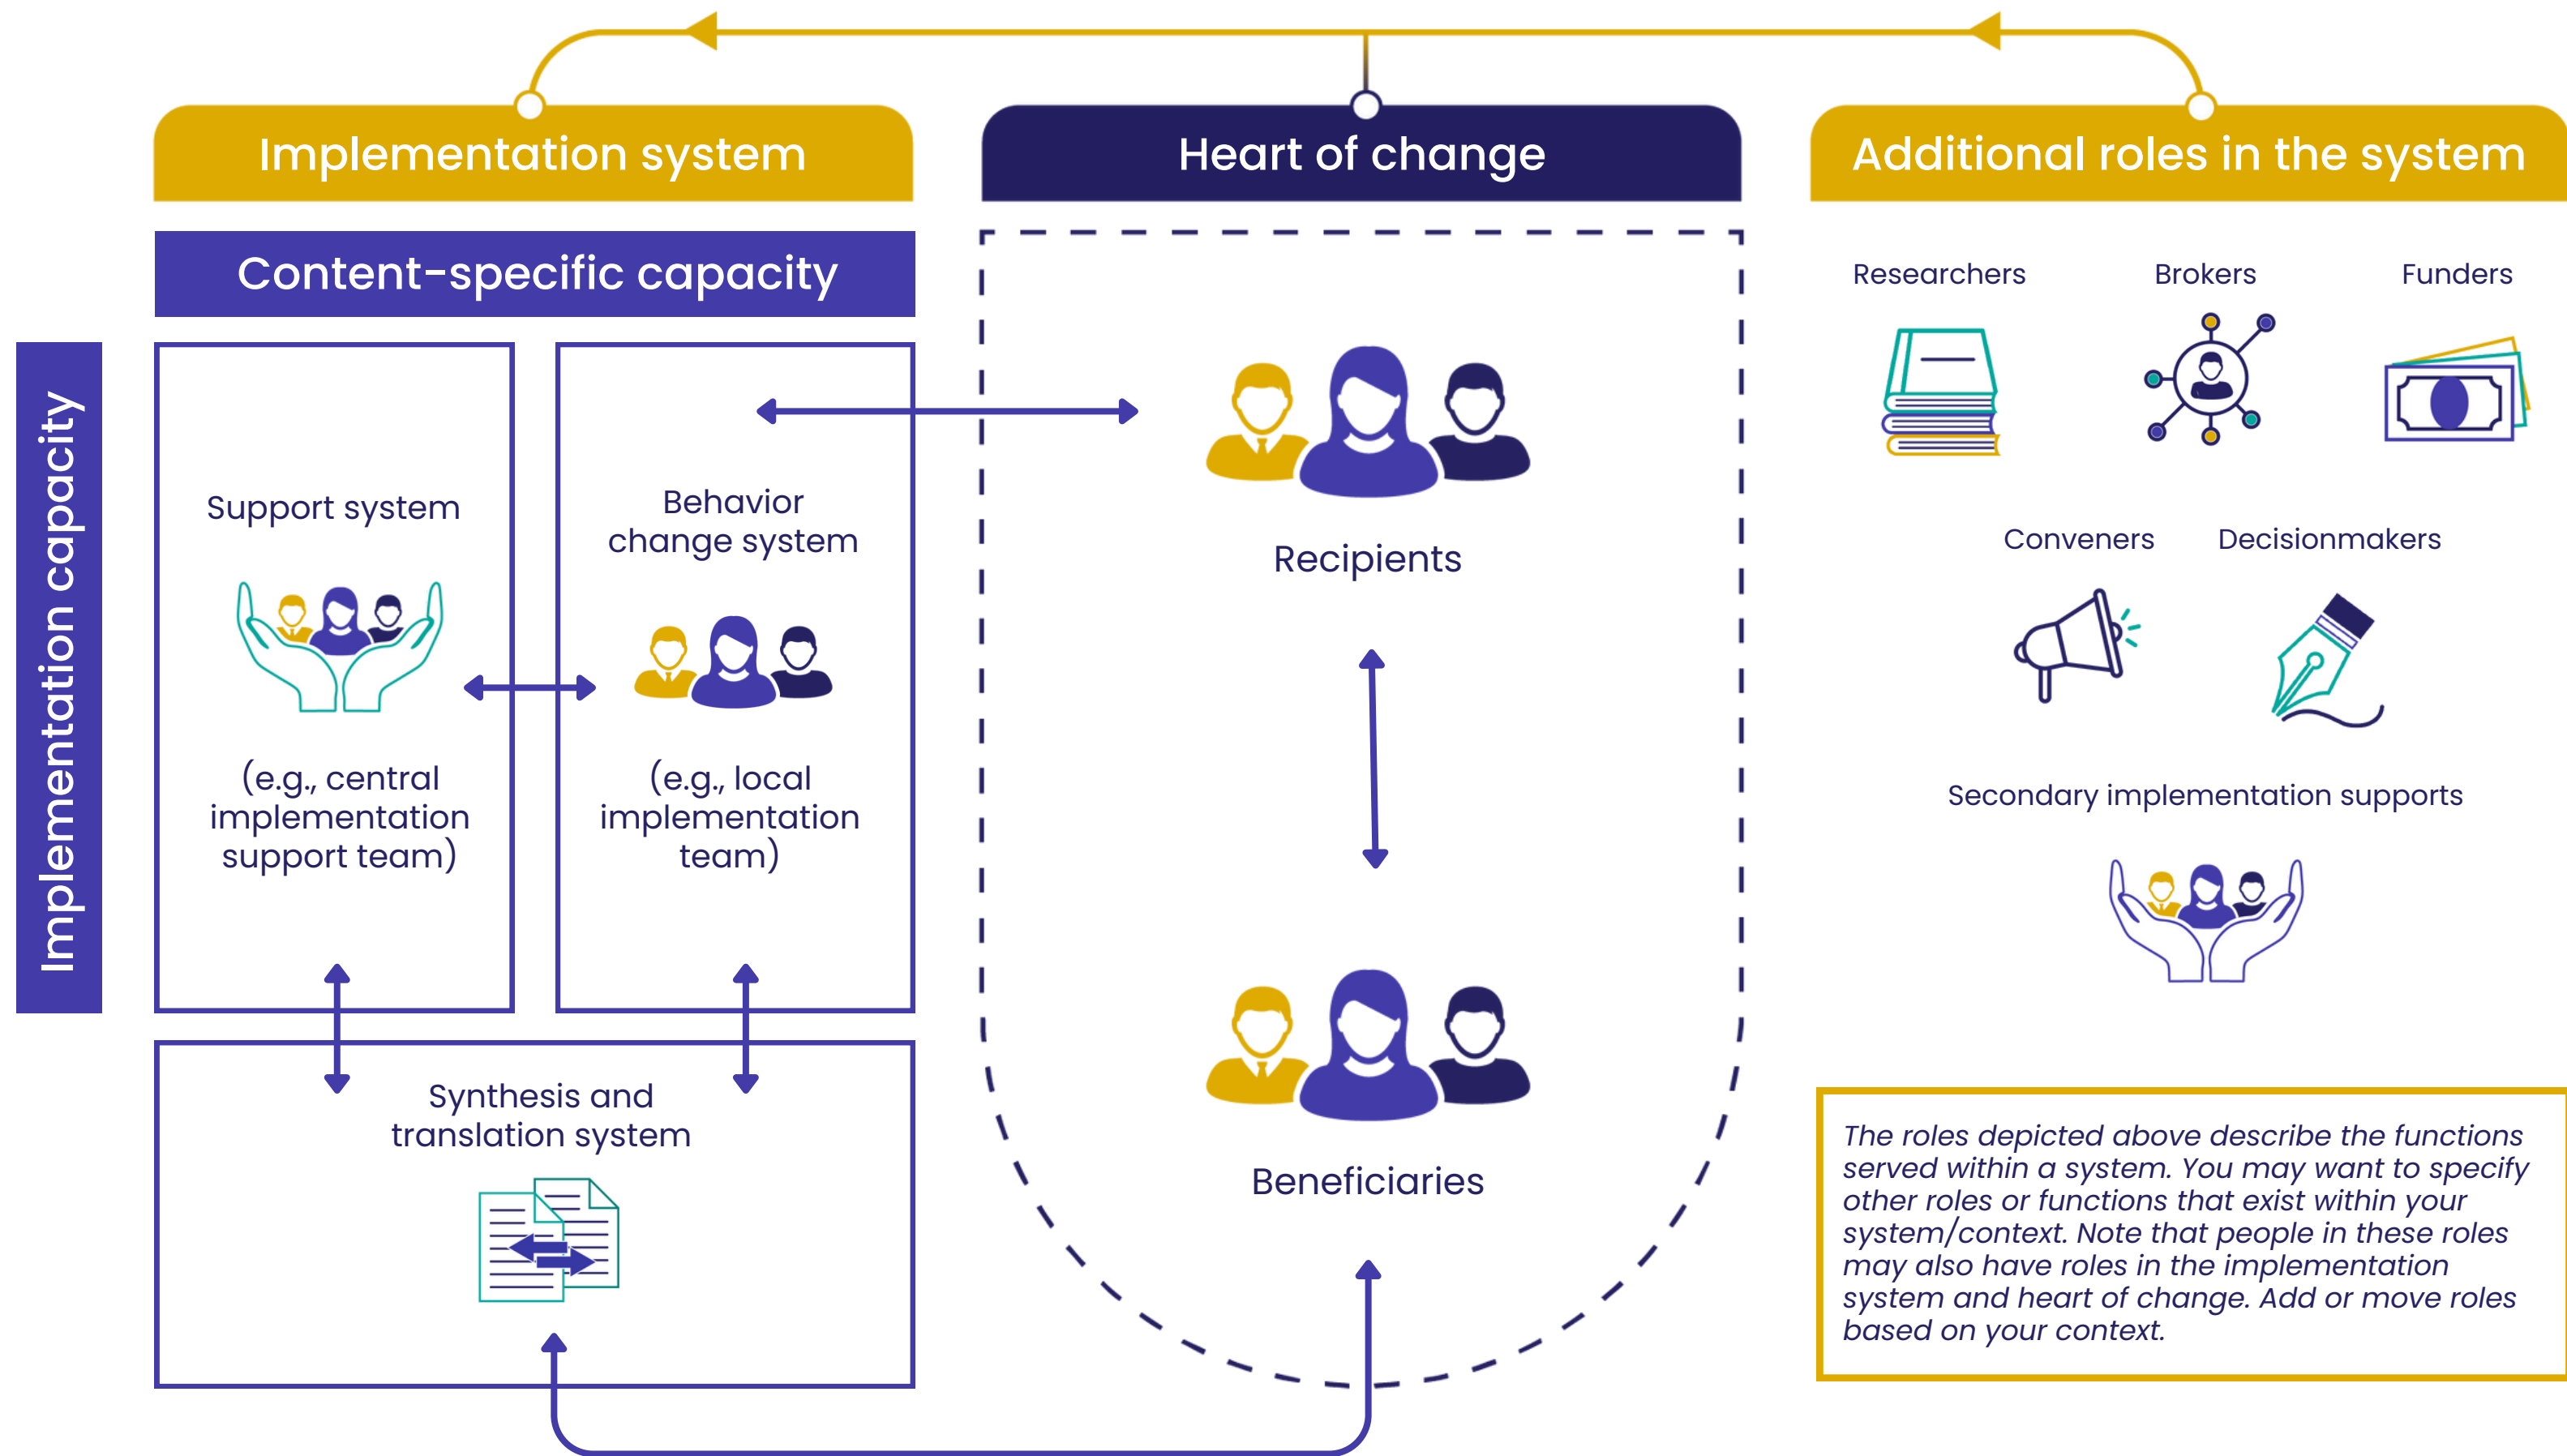 Implementation system
Heart of change
Additional roles in the system
Content-specific capacity
Implementation capacity
Support system
(e.g., central
implementation
support team)
Behavior
change system
(e.g., local
implementation
team)
Synthesis and
translation system
Recipients
Beneficiaries
Researchers
Brokers
Funders
Conveners
Decisionmakers
Secondary implementation supports
The roles depicted above describe the functions
served within a system. You may want to specify
other roles or functions that exist within your
system/context. Note that people in these roles
may also have roles in the implementation
system and heart of change. Add or move roles
based on your context.